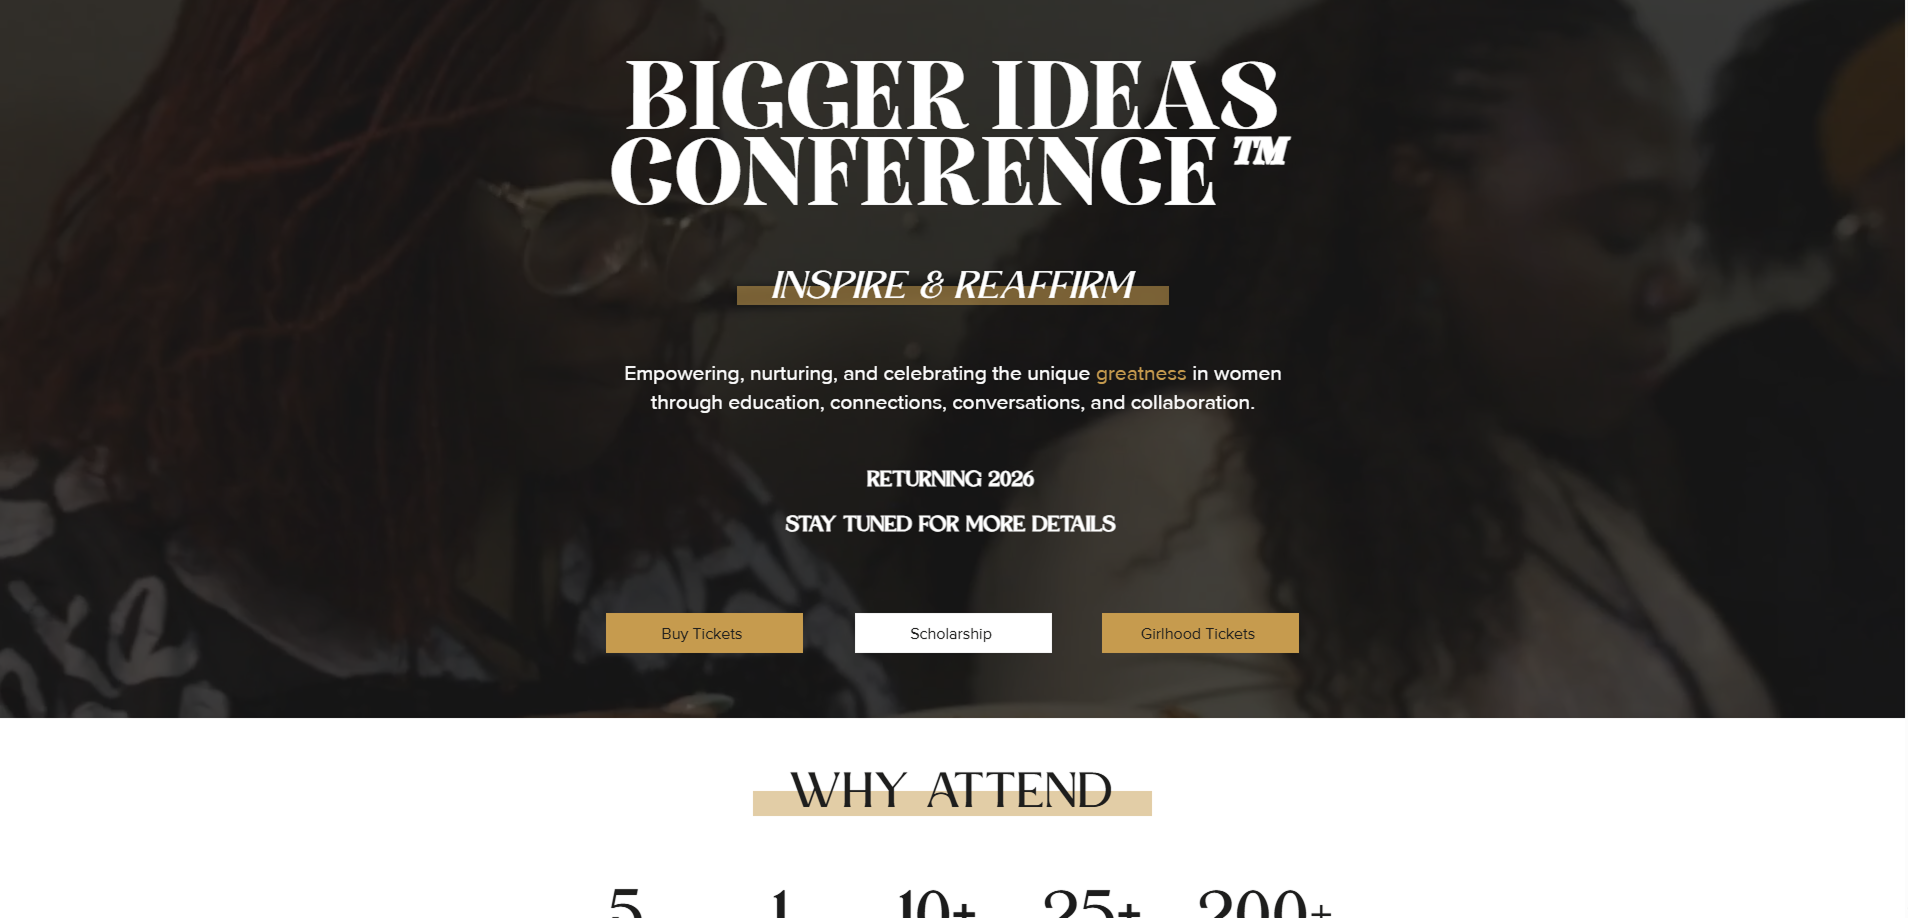 BIGGER IDEAS
CONFERENCE ™
INSPIRE & REAFFIRM
Empowering, nurturing, and celebrating the unique greatness in women
through education, connections, conversations, and collaboration.
RETURNING 2026
STAY TUNED FOR MORE DETAILS
Buy Tickets Scholarship Girlhood Tickets
WHY ATTEND
5 1 10+ 25+ 200+